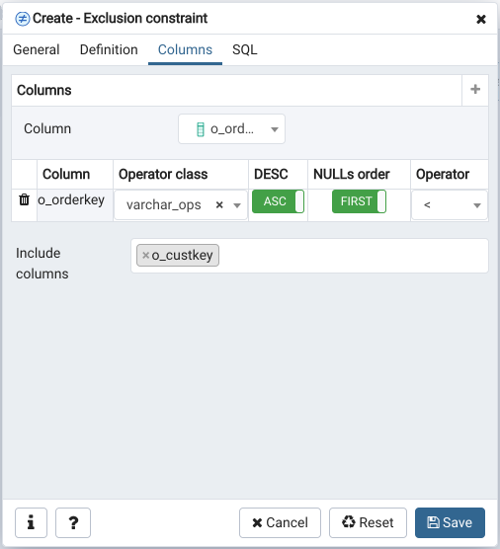 Create - Exclusion constraint
General Definition Columns SQL
Columns
Column o_ord...
Column Operator class DESC NULLs order Operator
o_orderkey varchar_ops × ASC FIRST <
Include columns
×o_custkey
i ? Cancel Reset Save